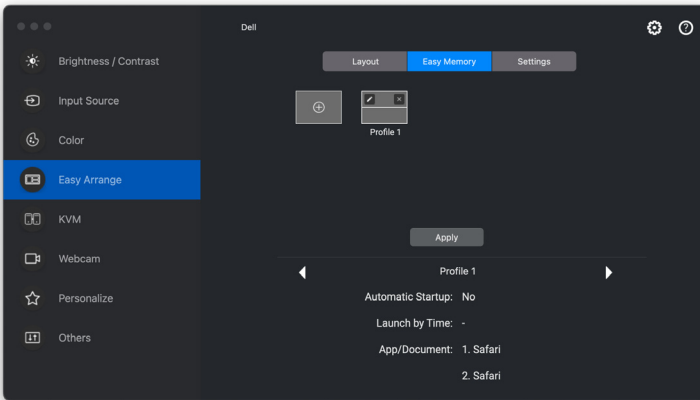 Dell
Brightness / Contrast
Input Source
Color
Easy Arrange
KVM
Webcam
Personalize
Others
Layout Easy Memory Settings
Profile 1
Apply
Profile 1
Automatic Startup: No
Launch by Time: -
App/Document: 1. Safari
2. Safari